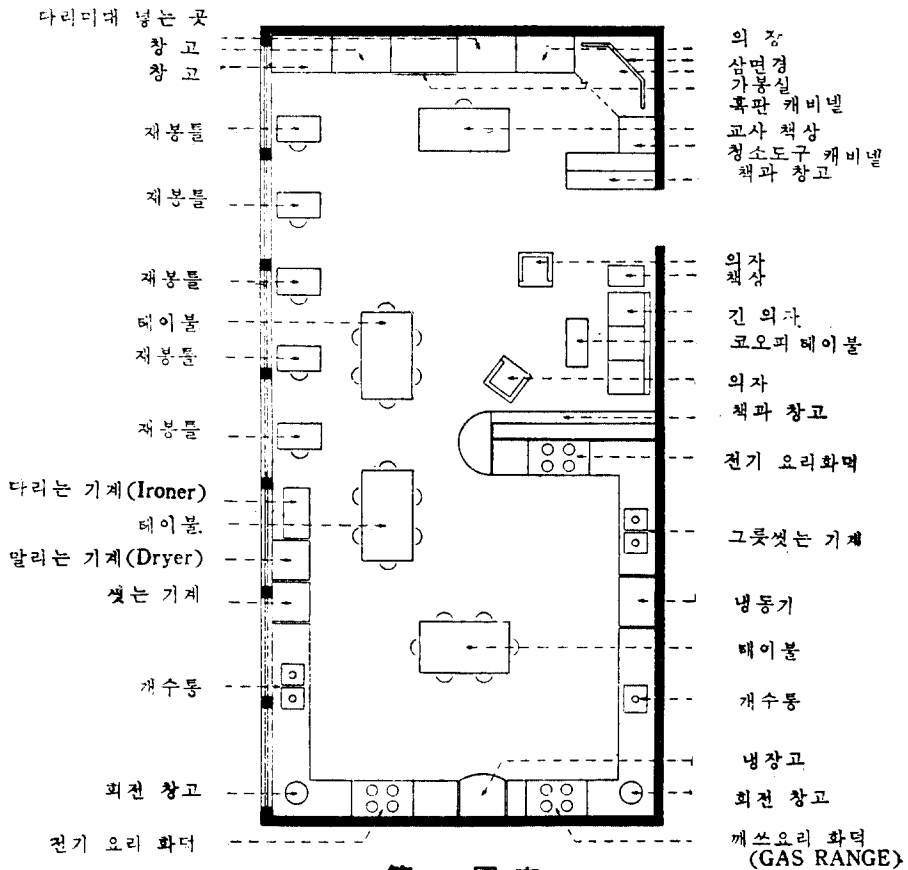 다리미대 넣는 곳
창 고
창 고
재봉틀
재봉틀
재봉틀
테이불
재봉틀
재봉틀
다리는 기계(Ironer)
테이불
말리는 기계(Dryer)
씻는 기계
개수통
회전 창고
전기 요리 화더
의 장
삼면경
가봉실
흑판 캐비넽
교사 책상
청소도구 캐비넽
책과 창고
의자
책상
긴 의자
코오피 테이불
의자
책과 창고
전기 요리화덕
그릇씻는 기계
냉동기
테이불
개수통
냉장고
회전 창고
깨쓰요리 화덕
(GAS RANGE)